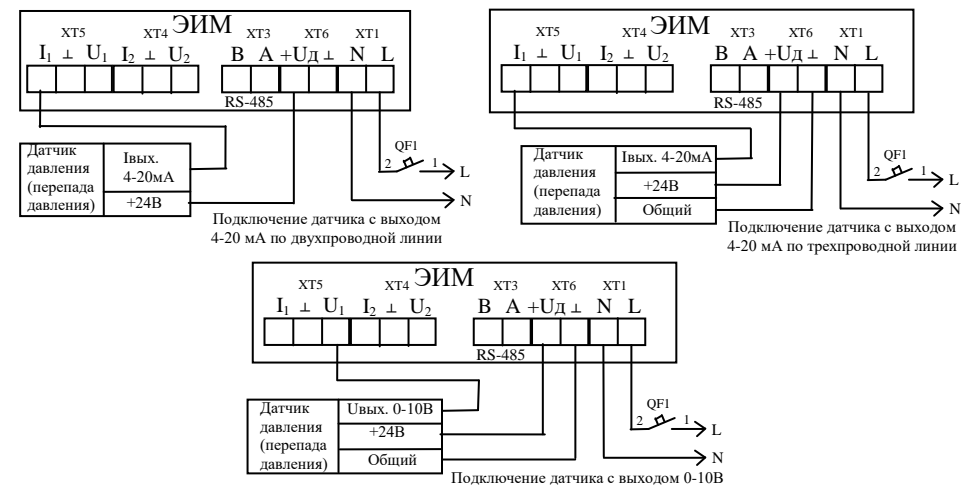 ЭИМ
XT5 XT4 XT3 XT6 XT1
I₁ ⊥ U₁ I₂ ⊥ U₂ B A +Uд ⊥ N L
RS-485
Датчик
давления
(перепада
давления)
Iвых.
4-20мА
+24В
QF1
2 1
L
N
Подключение датчика с выходом
4-20 мА по двухпроводной линии
ЭИМ
XT5 XT4 XT3 XT6 XT1
I₁ ⊥ U₁ I₂ ⊥ U₂ B A +Uд ⊥ N L
RS-485
Датчик
давления
(перепада
давления)
Iвых. 4-20мА
+24В
Общий
QF1
2 1
L
N
Подключение датчика с выходом
4-20 мА по трехпроводной линии
ЭИМ
XT5 XT4 XT3 XT6 XT1
I₁ ⊥ U₁ I₂ ⊥ U₂ B A +Uд ⊥ N L
RS-485
Датчик
давления
(перепада
давления)
Uвых. 0-10В
+24В
Общий
QF1
2 1
L
N
Подключение датчика с выходом 0-10В